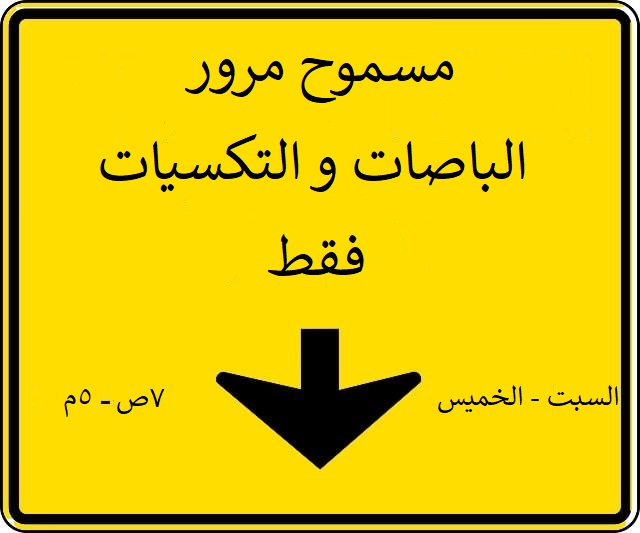 مسموح مرور
الباصات و التكسيات
فقط
السبت - الخميس
٧ص - ٥م